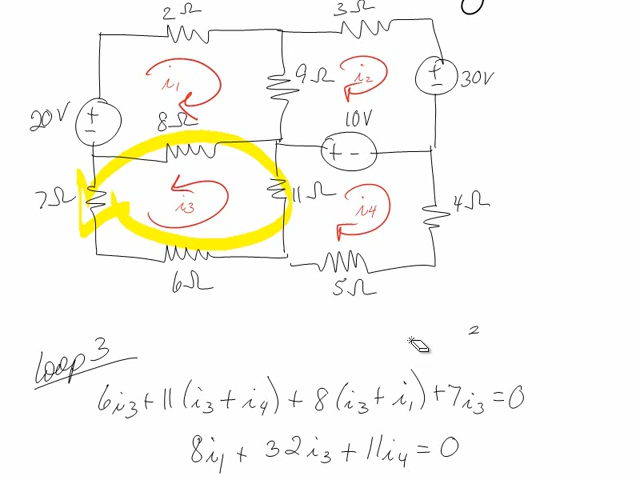 2Ω 3Ω
i1 9Ω i2 30V
20V 8Ω 10V
7Ω i3 11Ω i4 4Ω
6Ω 5Ω
2
Loop 3
6i3+11(i3+i4)+8(i3+i1)+7i3=0
8i1+32i3+11i4=0